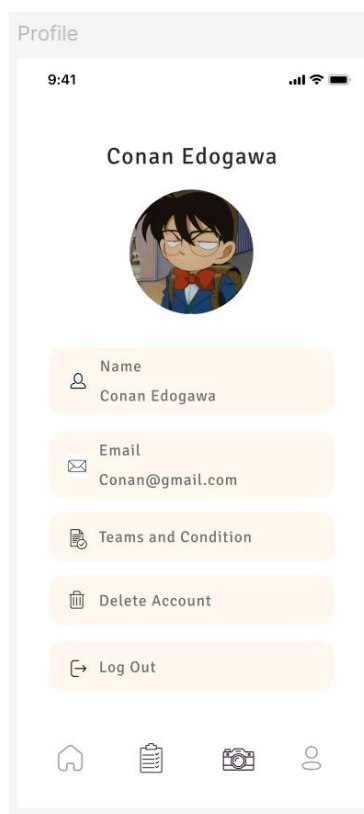 Profile
9:41
Conan Edogawa
Name
Conan Edogawa
Email
Conan@gmail.com
Teams and Condition
Delete Account
Log Out